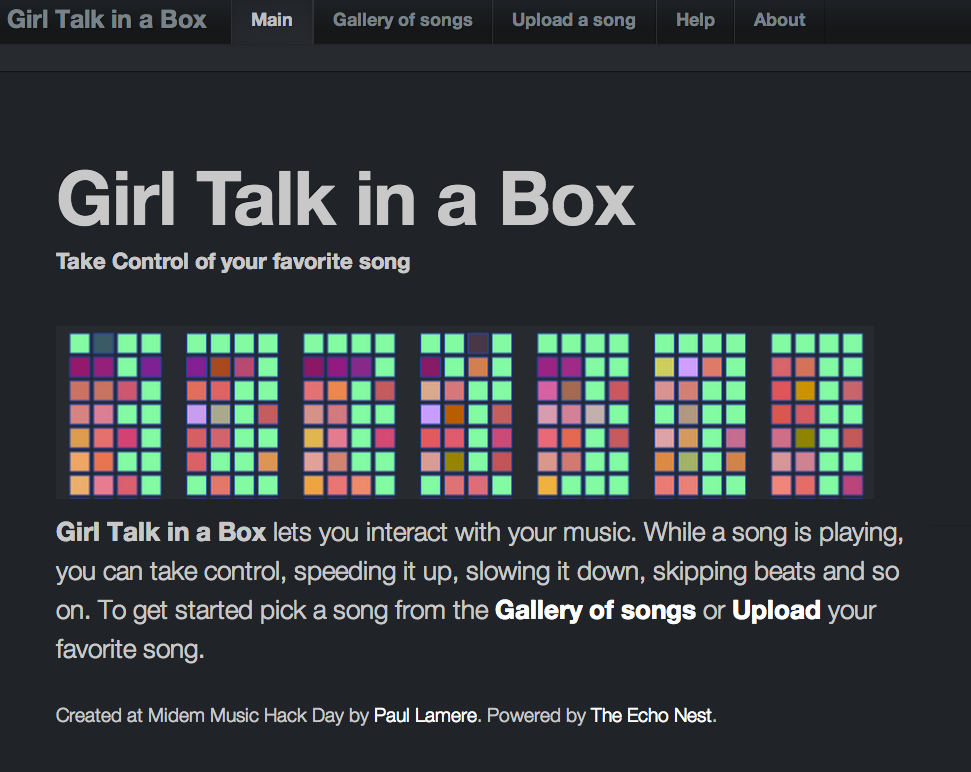 Girl Talk in a Box Main Gallery of songs Upload a song Help About
Girl Talk in a Box
Take Control of your favorite song
Girl Talk in a Box lets you interact with your music. While a song is playing,
you can take control, speeding it up, slowing it down, skipping beats and so
on. To get started pick a song from the Gallery of songs or Upload your
favorite song.
Created at Midem Music Hack Day by Paul Lamere. Powered by The Echo Nest.